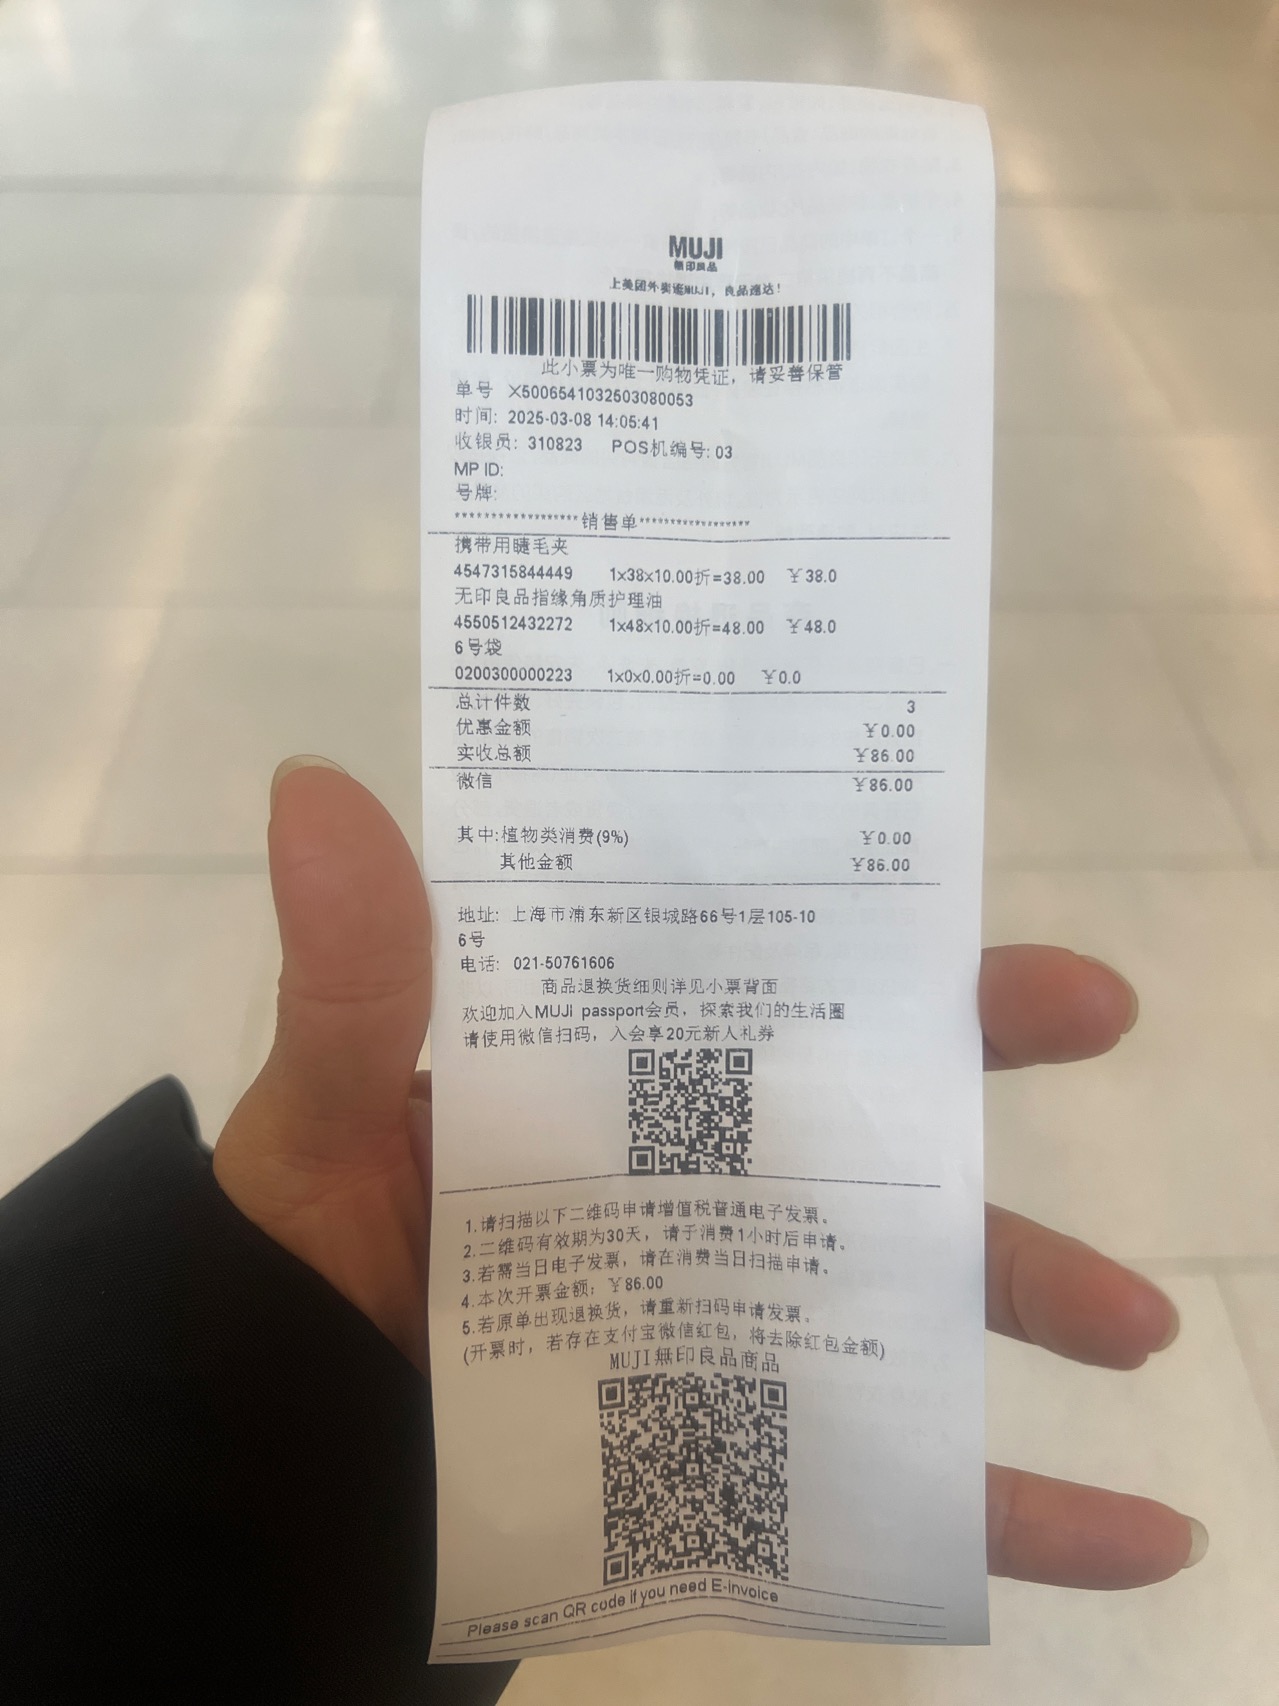 MUJI
無印良品
上美团外卖逛MUJI，良品速达！
此小票为唯一购物凭证，请妥善保管
单号 X5006541032503080053
时间: 2025-03-08 14:05:41
收银员: 310823 POS机编号: 03
MP ID:
号牌:
******************销售单****************
携带用睫毛夹
4547315844449 1x38x10.00折=38.00 ￥38.0
无印良品指缘角质护理油
4550512432272 1x48x10.00折=48.00 ￥48.0
6号袋
0200300000223 1x0x0.00折=0.00 ￥0.0
总计件数 3
优惠金额 ￥0.00
实收总额 ￥86.00
微信 ￥86.00
其中:植物类消费(9%) ￥0.00
其他金额 ￥86.00
地址: 上海市浦东新区银城路66号1层105-10
6号
电话: 021-50761606
商品退换货细则详见小票背面
欢迎加入MUJI passport会员，探索我们的生活圈
请使用微信扫码，入会享20元新人礼券
1.请扫描以下二维码申请增值税普通电子发票。
2.二维码有效期为30天，请于消费1小时后申请。
3.若需当日电子发票，请在消费当日扫描申请。
4.本次开票金额: ￥86.00
5.若原单出现退换货，请重新扫码申请发票。
(开票时，若存在支付宝微信红包，将去除红包金额)
MUJI無印良品商品
Please scan QR code if you need E-invoice